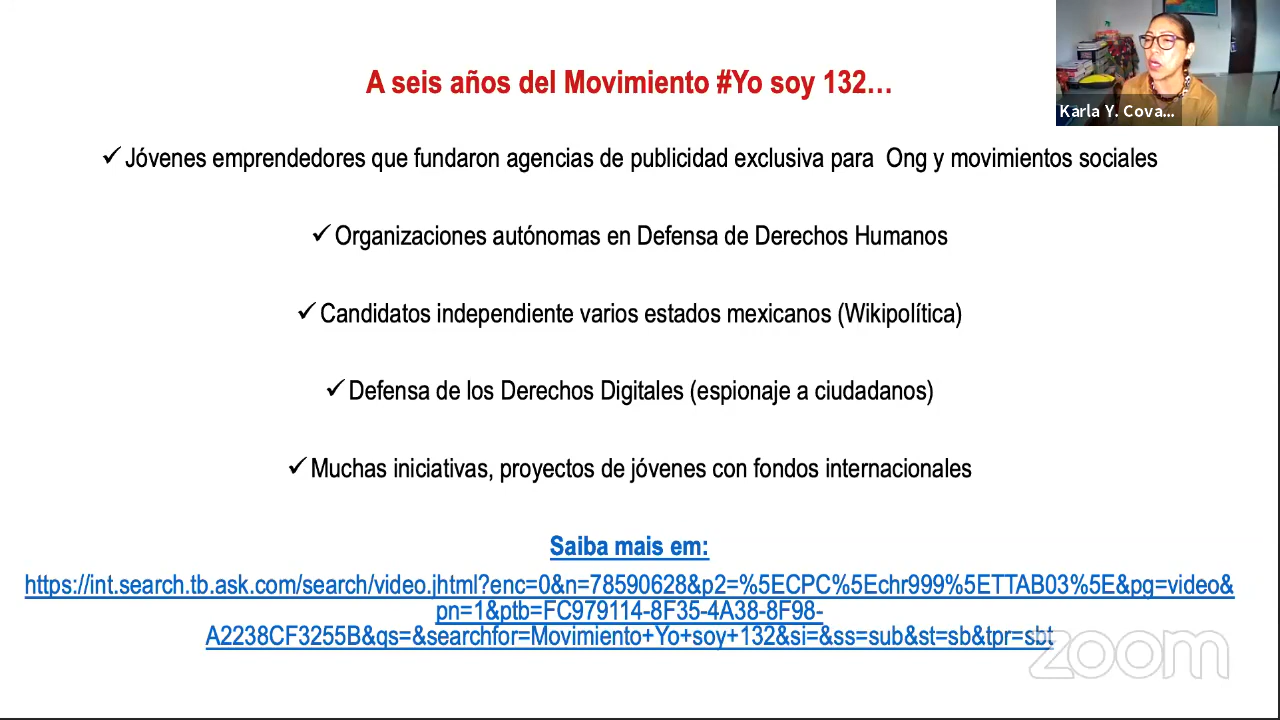 A seis años del Movimiento #Yo soy 132…
Karla Y. Cova...
✓Jóvenes emprendedores que fundaron agencias de publicidad exclusiva para Ong y movimientos sociales
✓Organizaciones autónomas en Defensa de Derechos Humanos
✓Candidatos independiente varios estados mexicanos (Wikipolítica)
✓Defensa de los Derechos Digitales (espionaje a ciudadanos)
✓Muchas iniciativas, proyectos de jóvenes con fondos internacionales
Saiba mais em:
https://int.search.tb.ask.com/search/video.jhtml?enc=0&n=78590628&p2=%5ECPC%5Echr999%5ETTAB03%5E&pg=video&
pn=1&ptb=FC979114-8F35-4A38-8F98-
A2238CF3255B&qs=&searchfor=Movimiento+Yo+soy+132&si=&ss=sub&st=sb&tpr=sbt
zoom